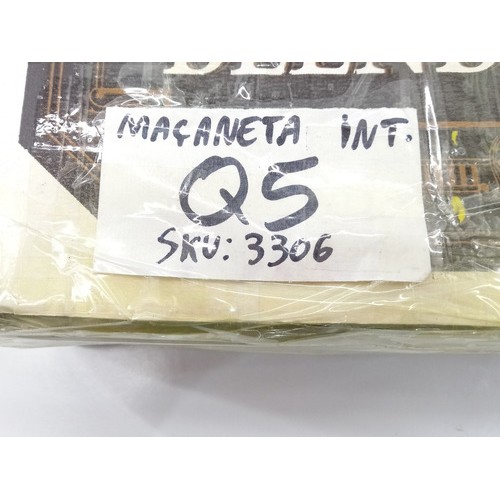 MAÇANETA INT.
Q5
SKU: 3306